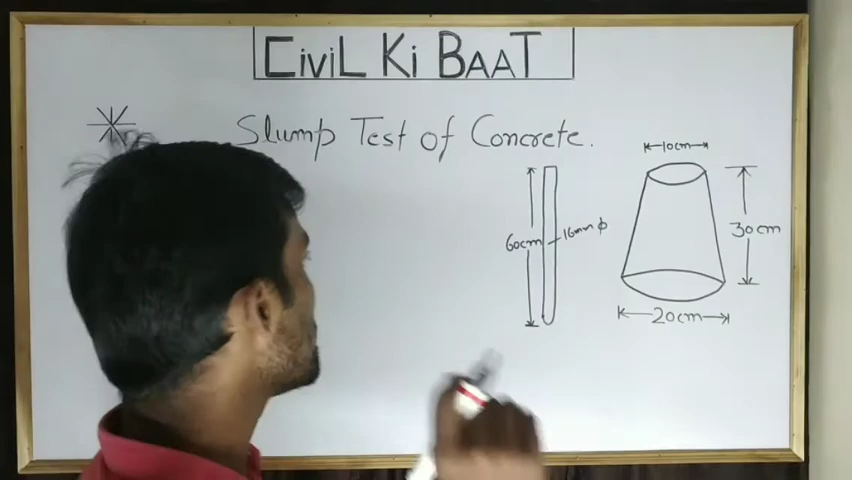 CiviL Ki BAAT
Slump Test of Concrete.
10cm
60cm
16mm ϕ
30cm
20cm